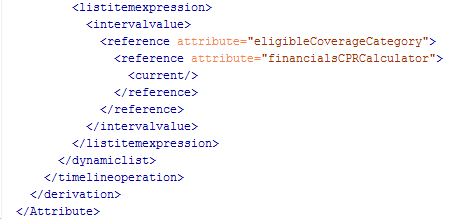 <listitemexpression>
<intervalvalue>
<reference attribute="eligibleCoverageCategory">
<reference attribute="financialsCPRCalculator">
<current/>
</reference>
</reference>
</intervalvalue>
</listitemexpression>
</dynamiclist>
</timelineoperation>
</derivation>
</Attribute>